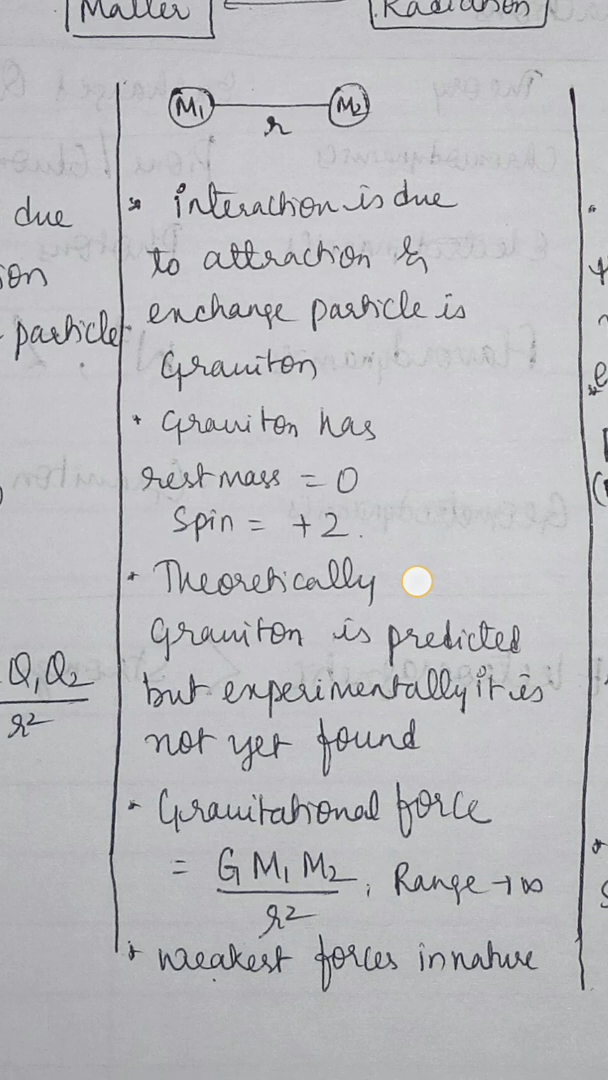 Matter Radiation
M₁ M₂
r
* interaction is due
to attraction &
exchange particle is
Graviton
* Graviton has
rest mass = 0
Spin = +2.
* Theoretically
Graviton is predicted
but experimentally it is
not yet found
* Gravitational force
= G M₁ M₂ / r² , Range → ∞
* weakest forces in nature
due
particle
Q₁Q₂
r²